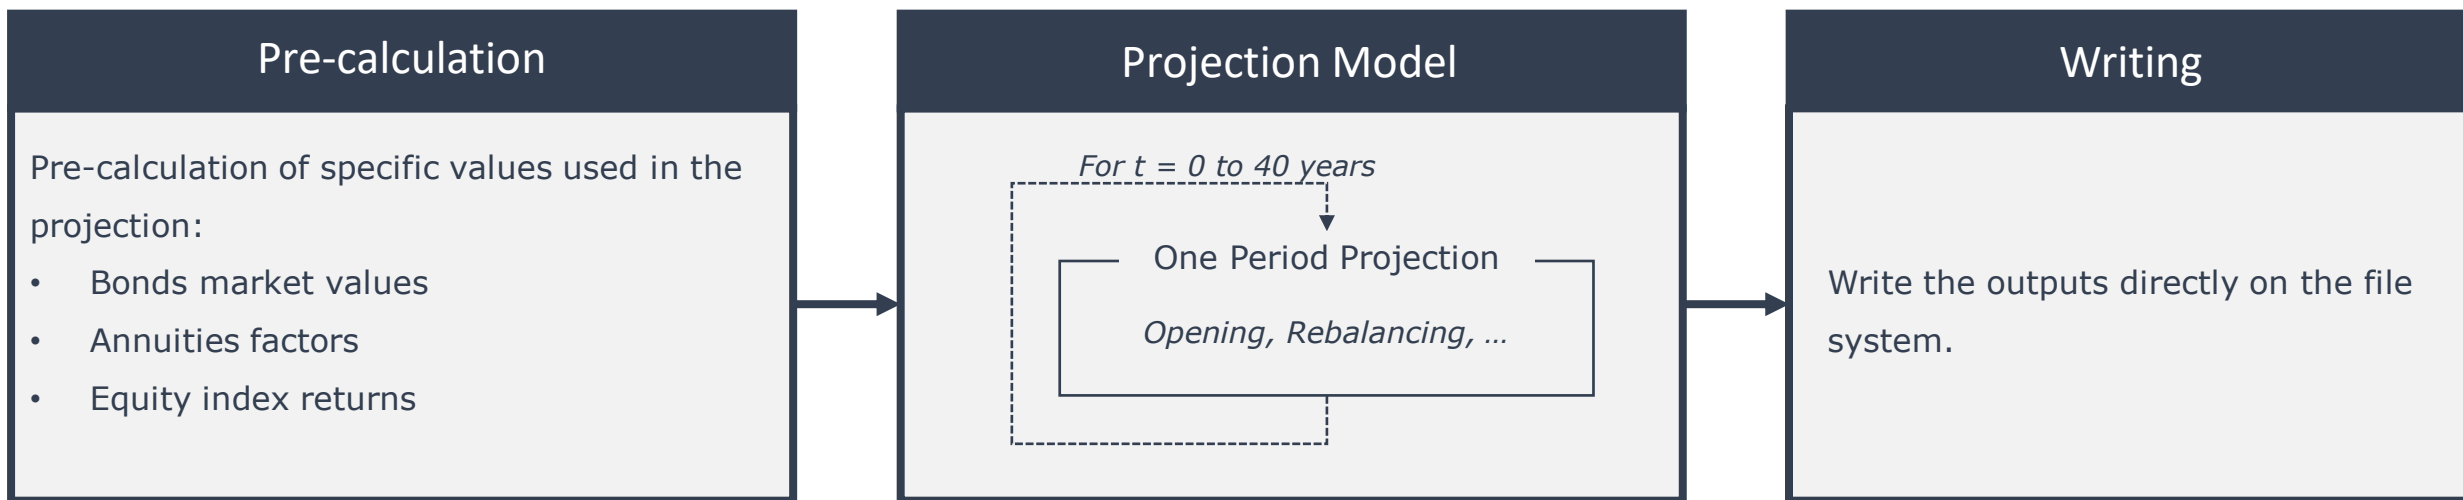 Pre-calculation
Pre-calculation of specific values used in the
projection:
• Bonds market values
• Annuities factors
• Equity index returns
Projection Model
For t = 0 to 40 years
One Period Projection
Opening, Rebalancing, ...
Writing
Write the outputs directly on the file
system.